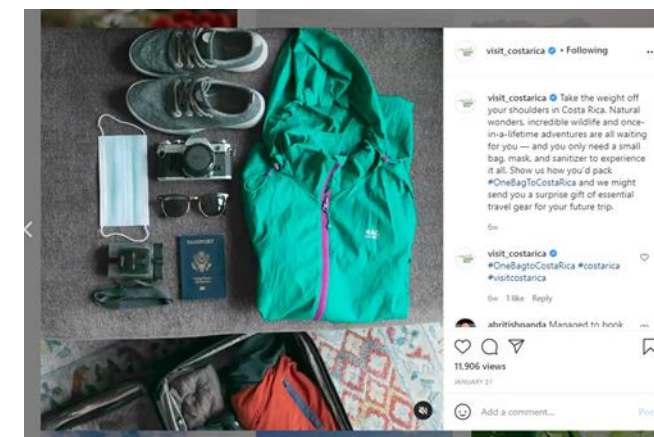 visit_costarica • Following
visit_costarica Take the weight off
your shoulders in Costa Rica. Natural
wonders, incredible wildlife and once-
in-a-lifetime adventures are all waiting
for you — and you only need a small
bag, mask, and sanitizer to experience
it all. Show us how you'd pack
#OneBagToCostaRica and we might
send you a surprise gift of essential
travel gear for your future trip.
6w
visit_costarica
#OneBagtoCostaRica #costarica
#visitcostarica
6w 1 like Reply
abritishpanda Managed to book
11.906 views
JANUARY 21
Add a comment...
Pos
PASSPORT
MAC